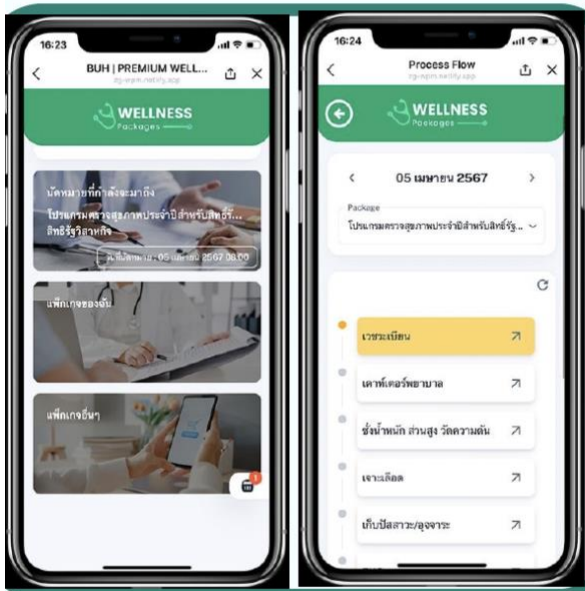 16:23
BUH | PREMIUM WELL...
WELLNESS
Packages
นัดหมายที่กำลังจะมาถึง
โปรแกรมตรวจสุขภาพประจำปีสำหรับสิทธิ์รั...
สิทธิรัฐวิสาหกิจ
วันที่นัดหมาย : 05 เมษายน 2567 08:00
แพ็กเกจของฉัน
แพ็กเกจอื่นๆ
1
16:24
Process Flow
WELLNESS
Packages
05 เมษายน 2567
Package
โปรแกรมตรวจสุขภาพประจำปีสำหรับสิทธิ์รัฐ...
เวชระเบียน
เคาท์เตอร์พยาบาล
ชั่งน้ำหนัก ส่วนสูง วัดความดัน
เจาะเลือด
เก็บปัสสาวะ/อุจจาระ